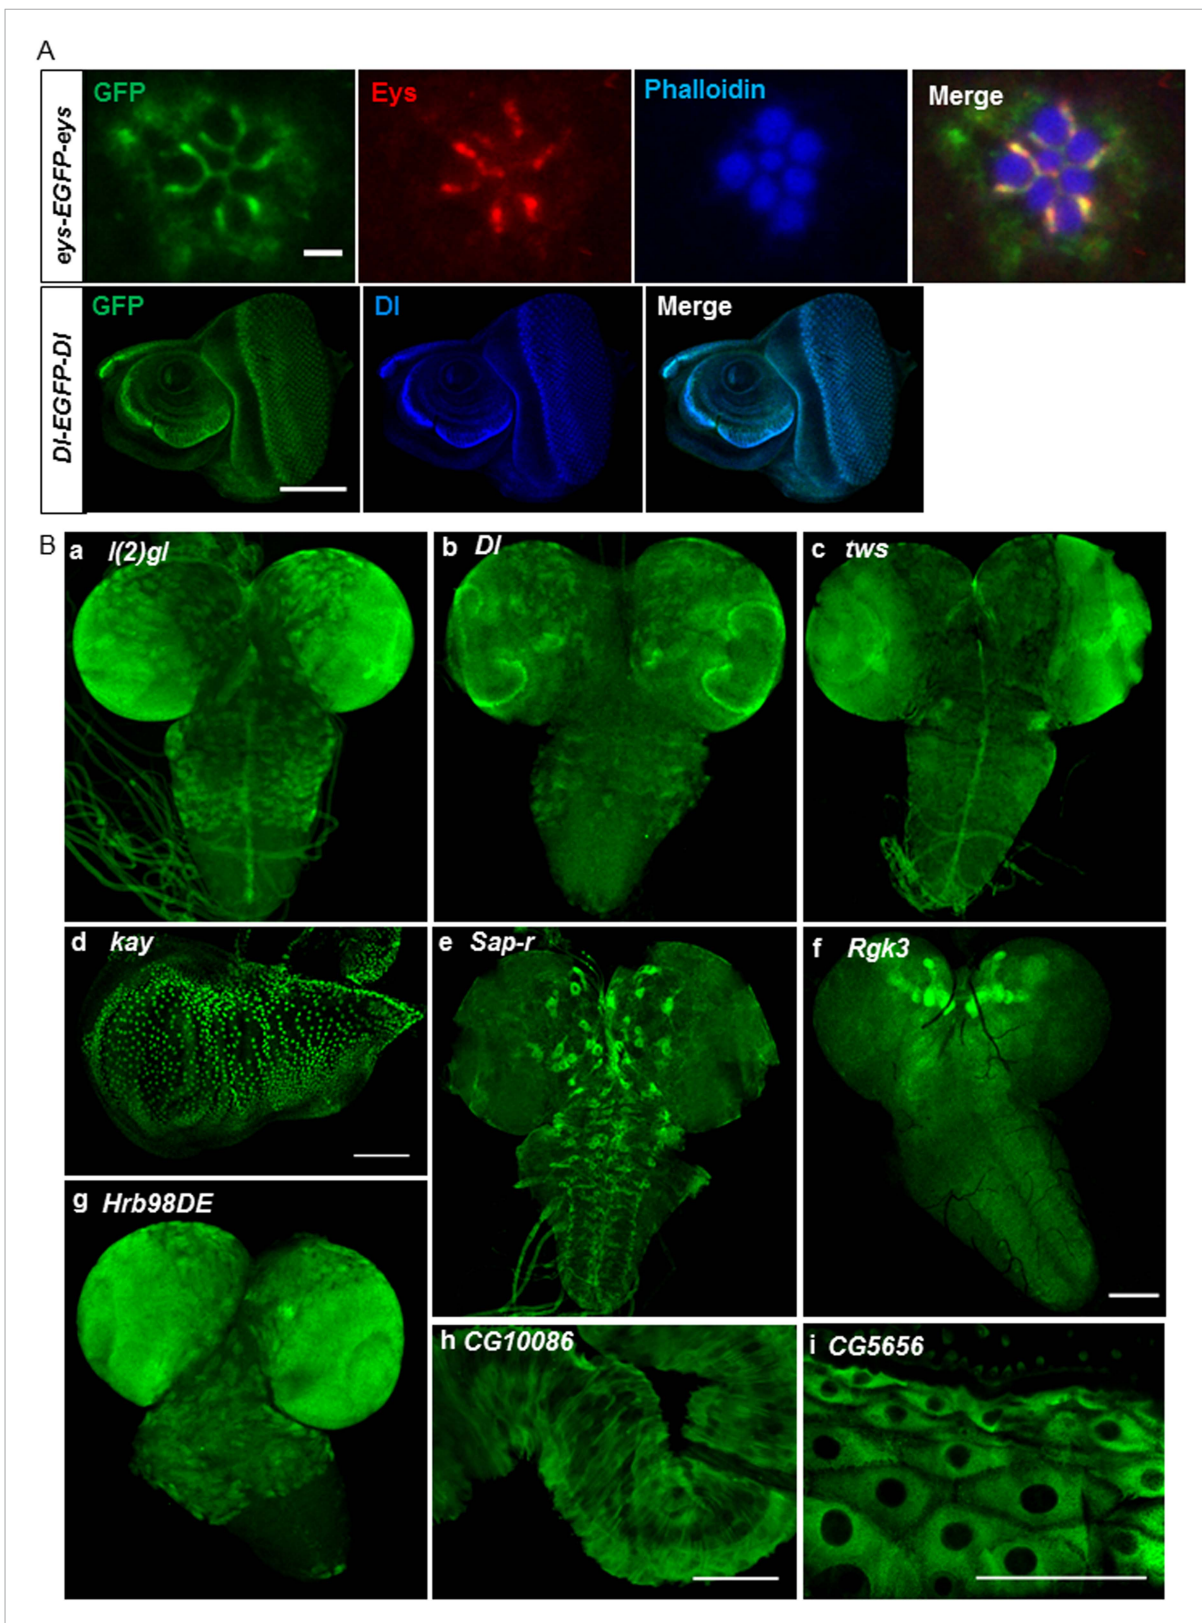 A
eys-EGFP-eys
GFP
Eys
Phalloidin
Merge
Dl-EGFP-Dl
GFP
Dl
Merge
B
a l(2)gl
b Dl
c tws
d kay
e Sap-r
f Rgk3
g Hrb98DE
h CG10086
i CG5656